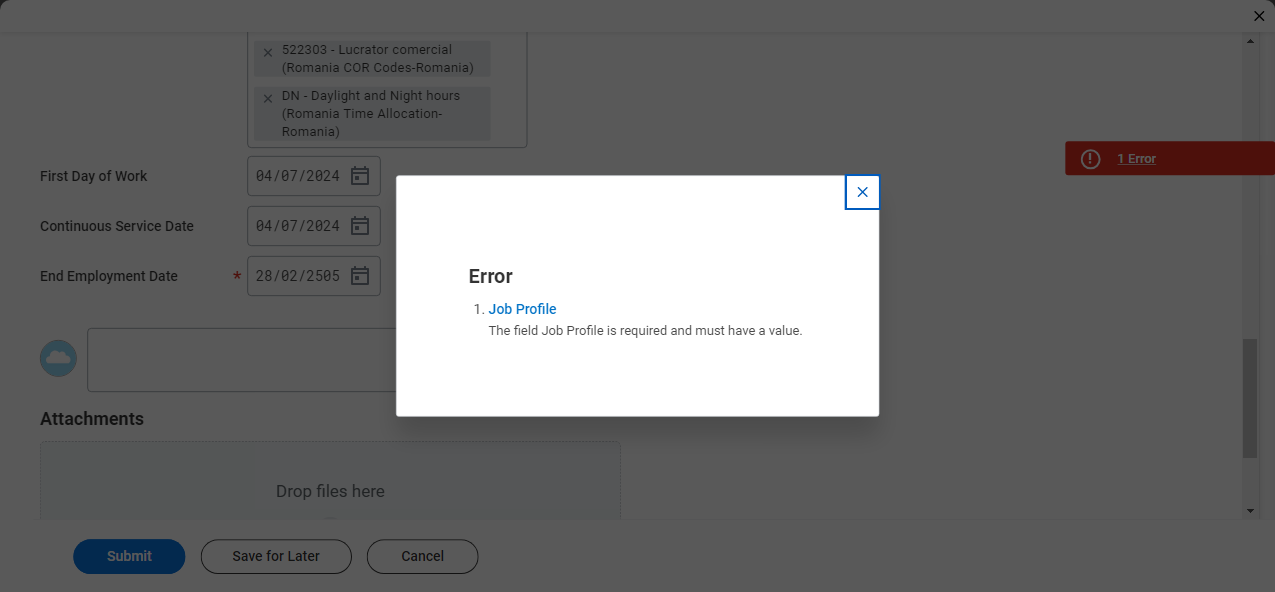 522303 - Lucrator comercial
(Romania COR Codes-Romania)
DN - Daylight and Night hours
(Romania Time Allocation-
Romania)
1 Error
First Day of Work
04/07/2024
Continuous Service Date
04/07/2024
End Employment Date
*
28/02/2505
Error
1. Job Profile
The field Job Profile is required and must have a value.
Attachments
Drop files here
Submit
Save for Later
Cancel